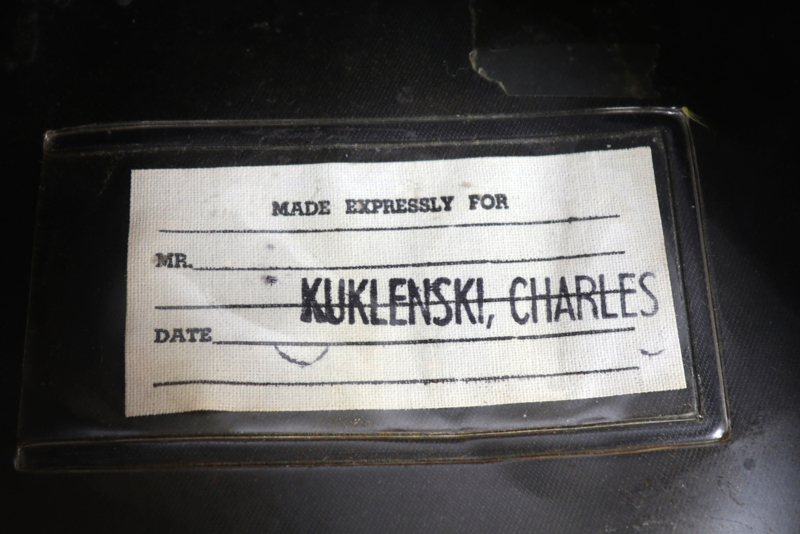 MADE EXPRESSLY FOR
MR.
KUKLENSKI, CHARLES
DATE